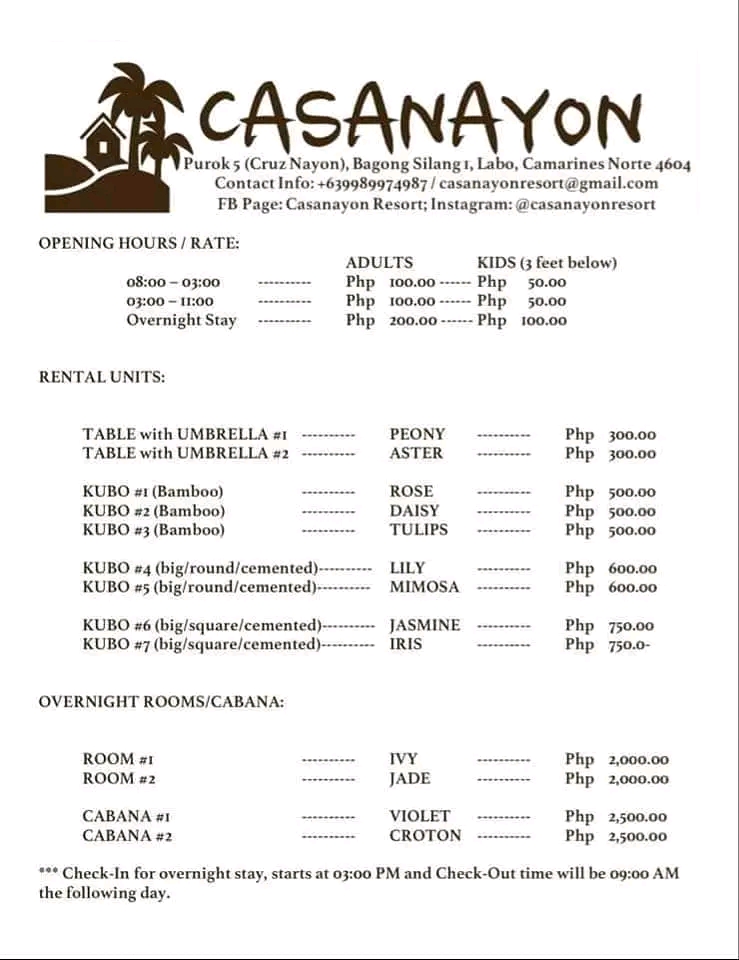 CASANAYON
Purok 5 (Cruz Nayon), Bagong Silang 1, Labo, Camarines Norte 4604
Contact Info: +639989974987 / casanayonresort@gmail.com
FB Page: Casanayon Resort; Instagram: @casanayonresort
OPENING HOURS / RATE:
ADULTS KIDS (3 feet below)
08:00 – 03:00 ---------- Php 100.00 ------ Php 50.00
03:00 – 11:00 ---------- Php 100.00 ------ Php 50.00
Overnight Stay ---------- Php 200.00 ------ Php 100.00
RENTAL UNITS:
TABLE with UMBRELLA #1 ---------- PEONY ---------- Php 300.00
TABLE with UMBRELLA #2 ---------- ASTER ---------- Php 300.00
KUBO #1 (Bamboo) ---------- ROSE ---------- Php 500.00
KUBO #2 (Bamboo) ---------- DAISY ---------- Php 500.00
KUBO #3 (Bamboo) ---------- TULIPS ---------- Php 500.00
KUBO #4 (big/round/cemented)---------- LILY ---------- Php 600.00
KUBO #5 (big/round/cemented)---------- MIMOSA ---------- Php 600.00
KUBO #6 (big/square/cemented)---------- JASMINE ---------- Php 750.00
KUBO #7 (big/square/cemented)---------- IRIS ---------- Php 750.0-
OVERNIGHT ROOMS/CABANA:
ROOM #1 ---------- IVY ---------- Php 2,000.00
ROOM #2 ---------- JADE ---------- Php 2,000.00
CABANA #1 ---------- VIOLET ---------- Php 2,500.00
CABANA #2 ---------- CROTON ---------- Php 2,500.00
*** Check-In for overnight stay, starts at 03:00 PM and Check-Out time will be 09:00 AM
the following day.